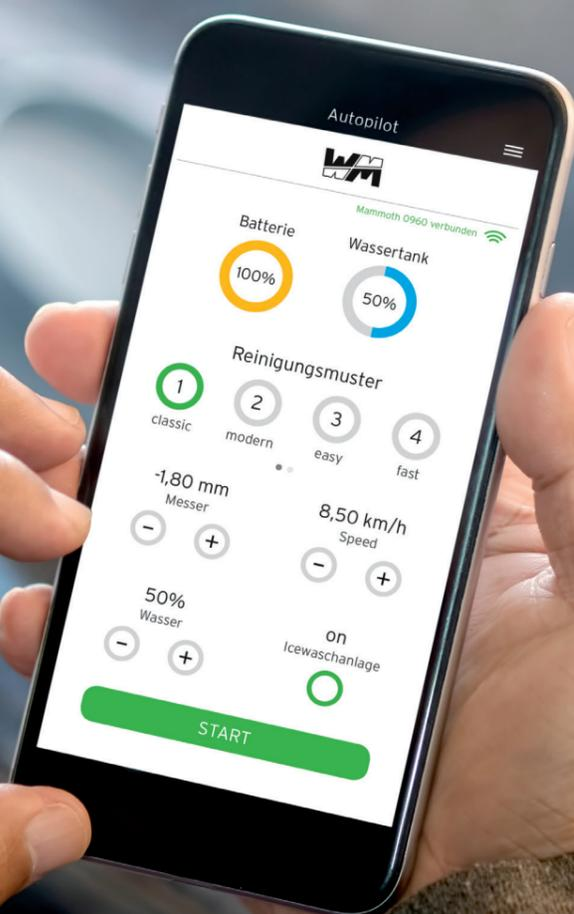 Autopilot
WM
Mammoth 0960 verbunden
Batterie
100%
Wassertank
50%
Reinigungsmuster
1
classic
2
modern
3
easy
4
fast
-1,80 mm
Messer
− +
8,50 km/h
Speed
− +
50%
Wasser
− +
on
Icewaschanlage
START